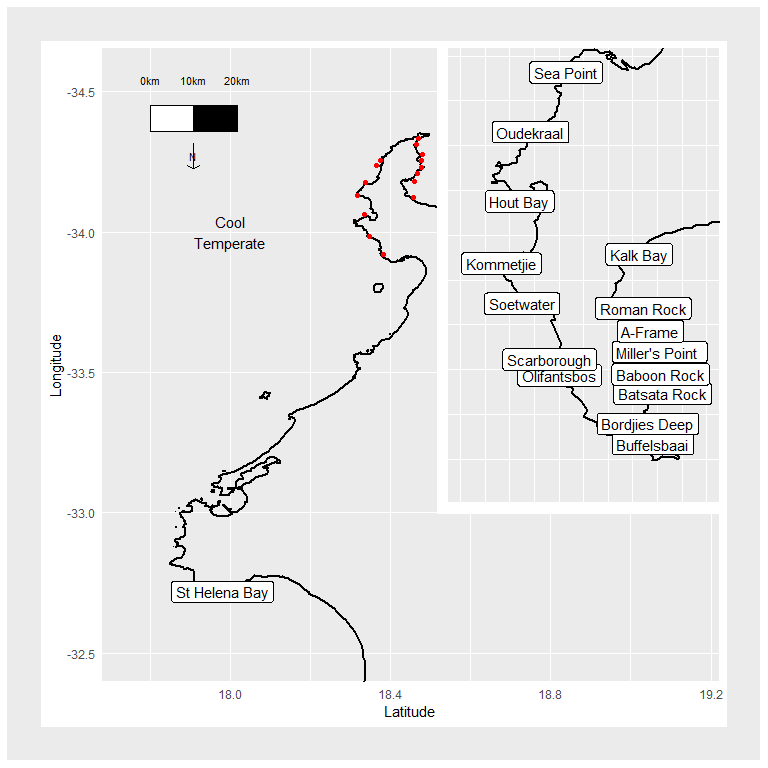 0km 10km 20km
N
Cool
Temperate
Sea Point
Oudekraal
Hout Bay
Kommetjie
Kalk Bay
Soetwater
Roman Rock
A-Frame
Miller's Point
Scarborough
Olifantsbos
Baboon Rock
Batsata Rock
Bordjies Deep
Buffelsbaai
St Helena Bay
-34.5
-34.0
-33.5
-33.0
-32.5
Longitude
18.0 18.4 18.8 19.2
Latitude